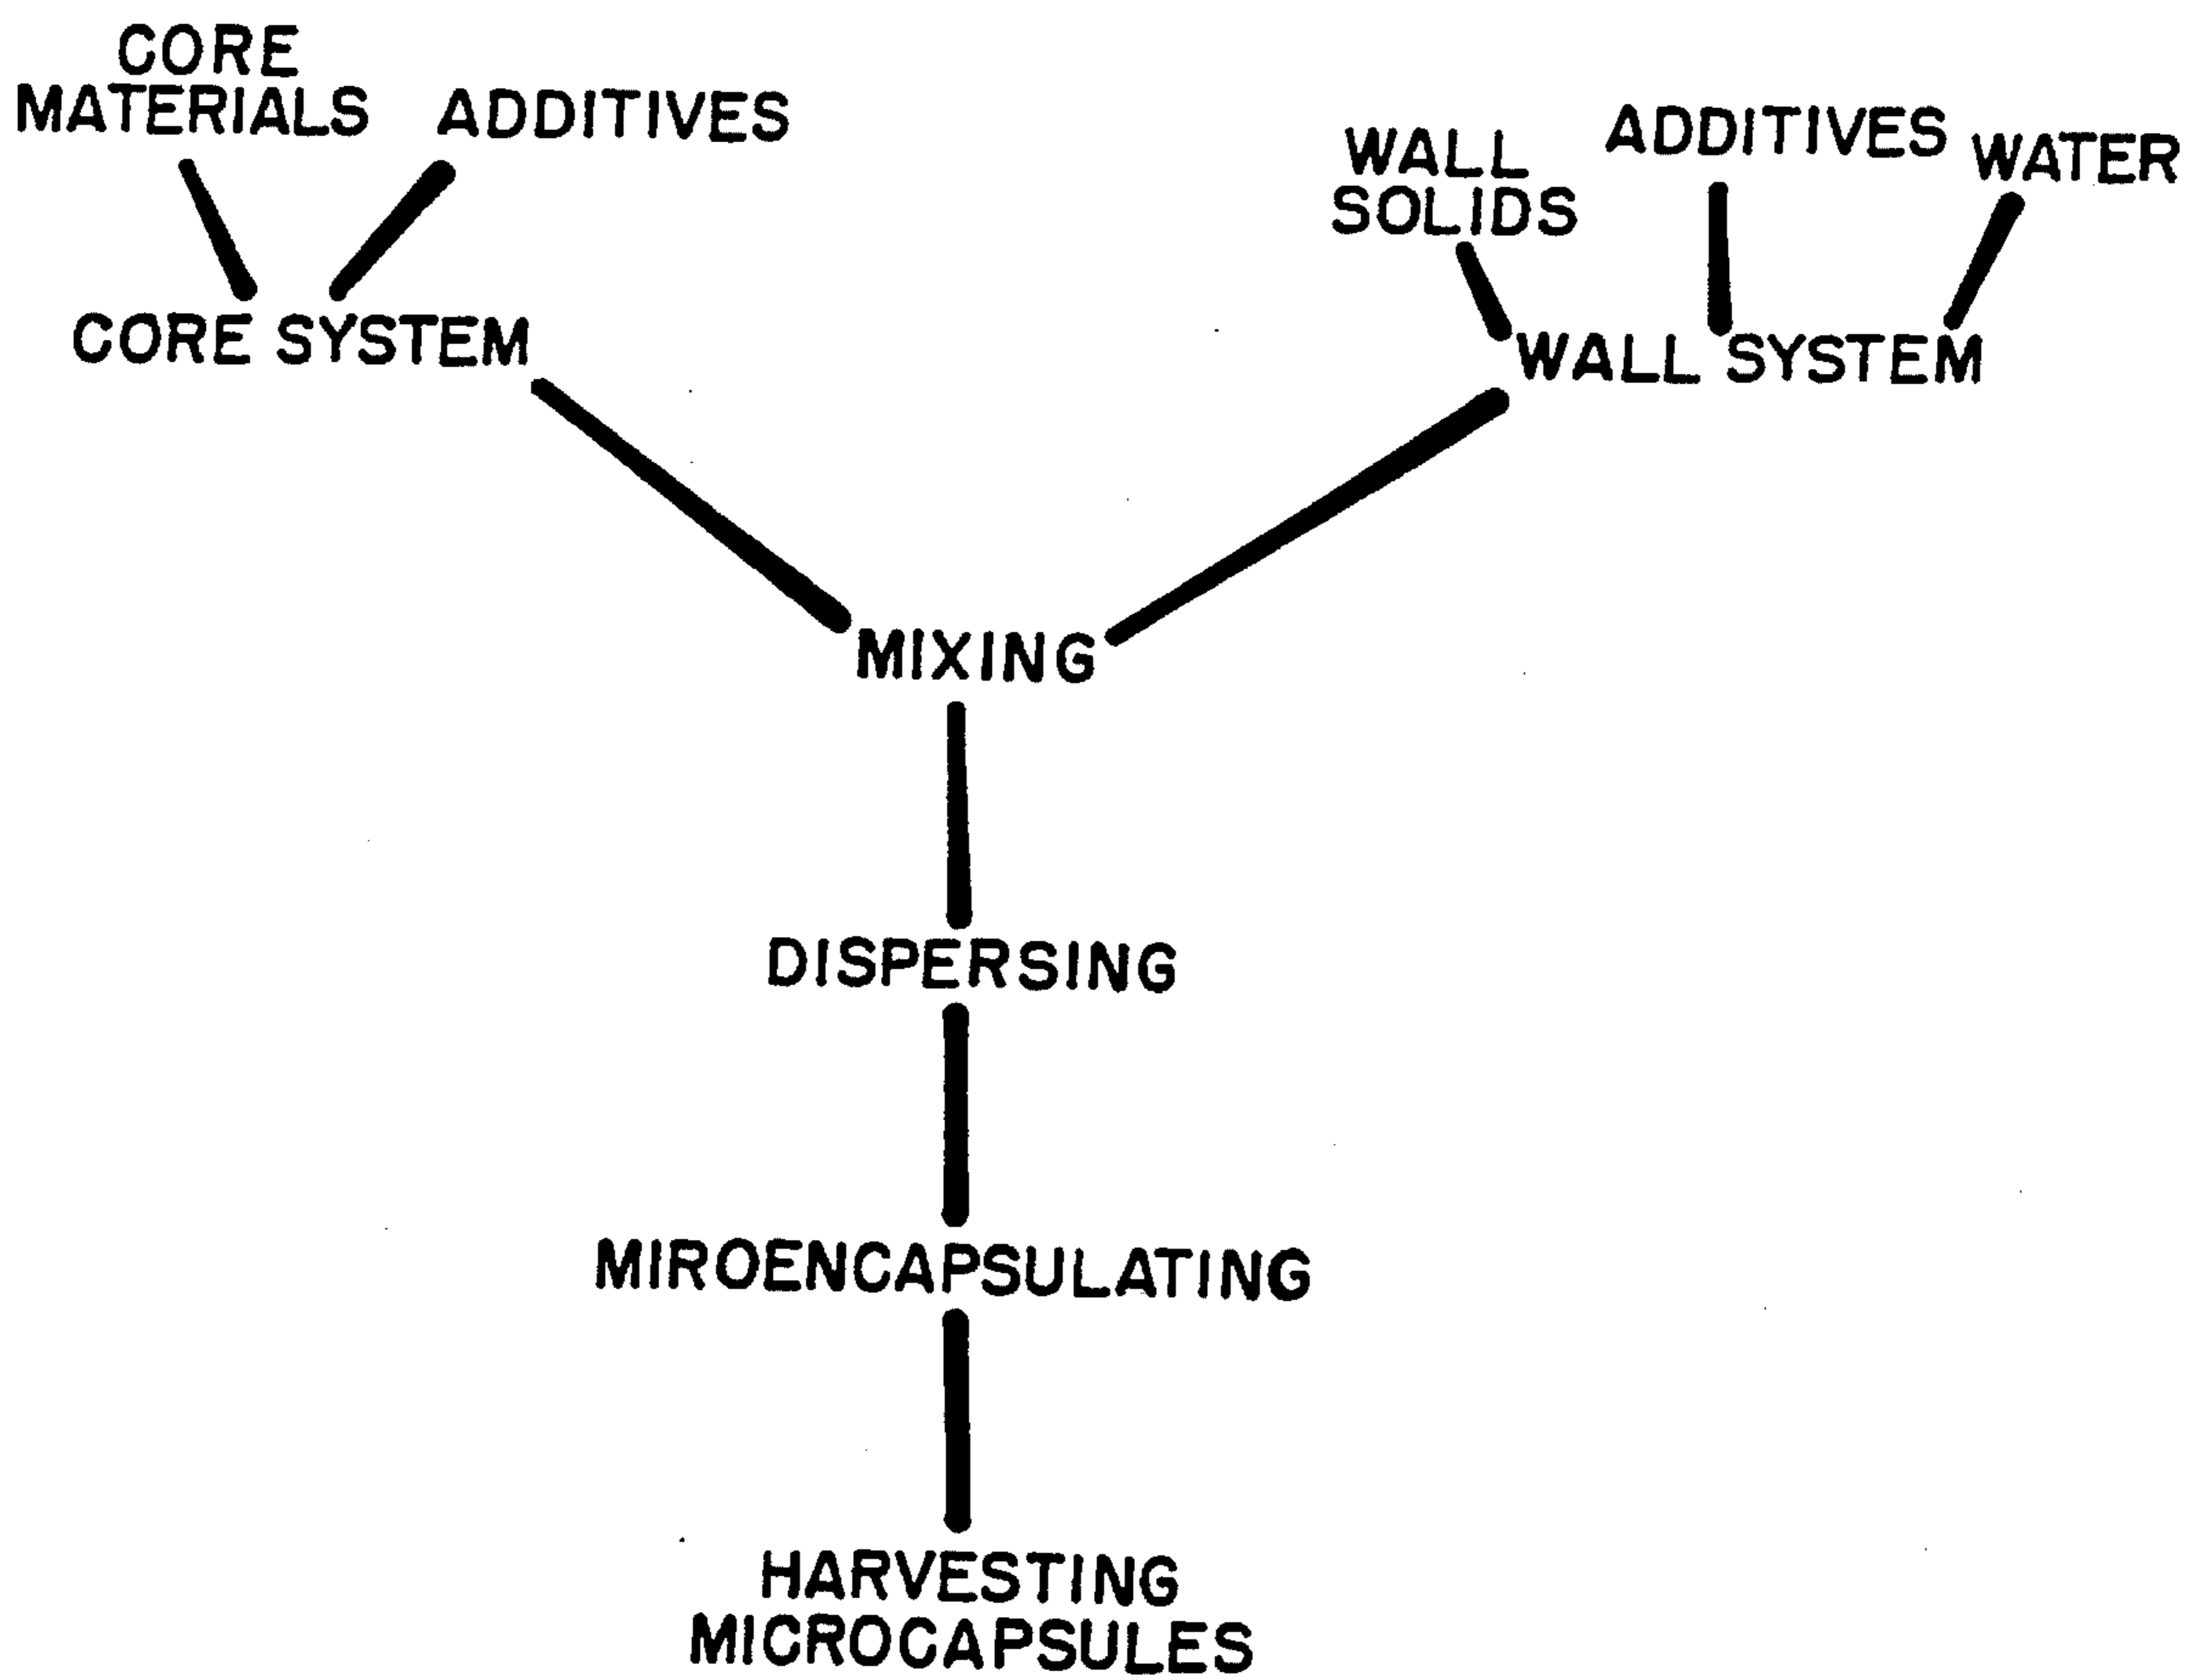 CORE
MATERIALS
ADDITIVES
WALL
SOLIDS
ADDITIVES
WATER
CORE SYSTEM
WALL SYSTEM
MIXING
DISPERSING
MIROENCAPSULATING
HARVESTING
MICROCAPSULES